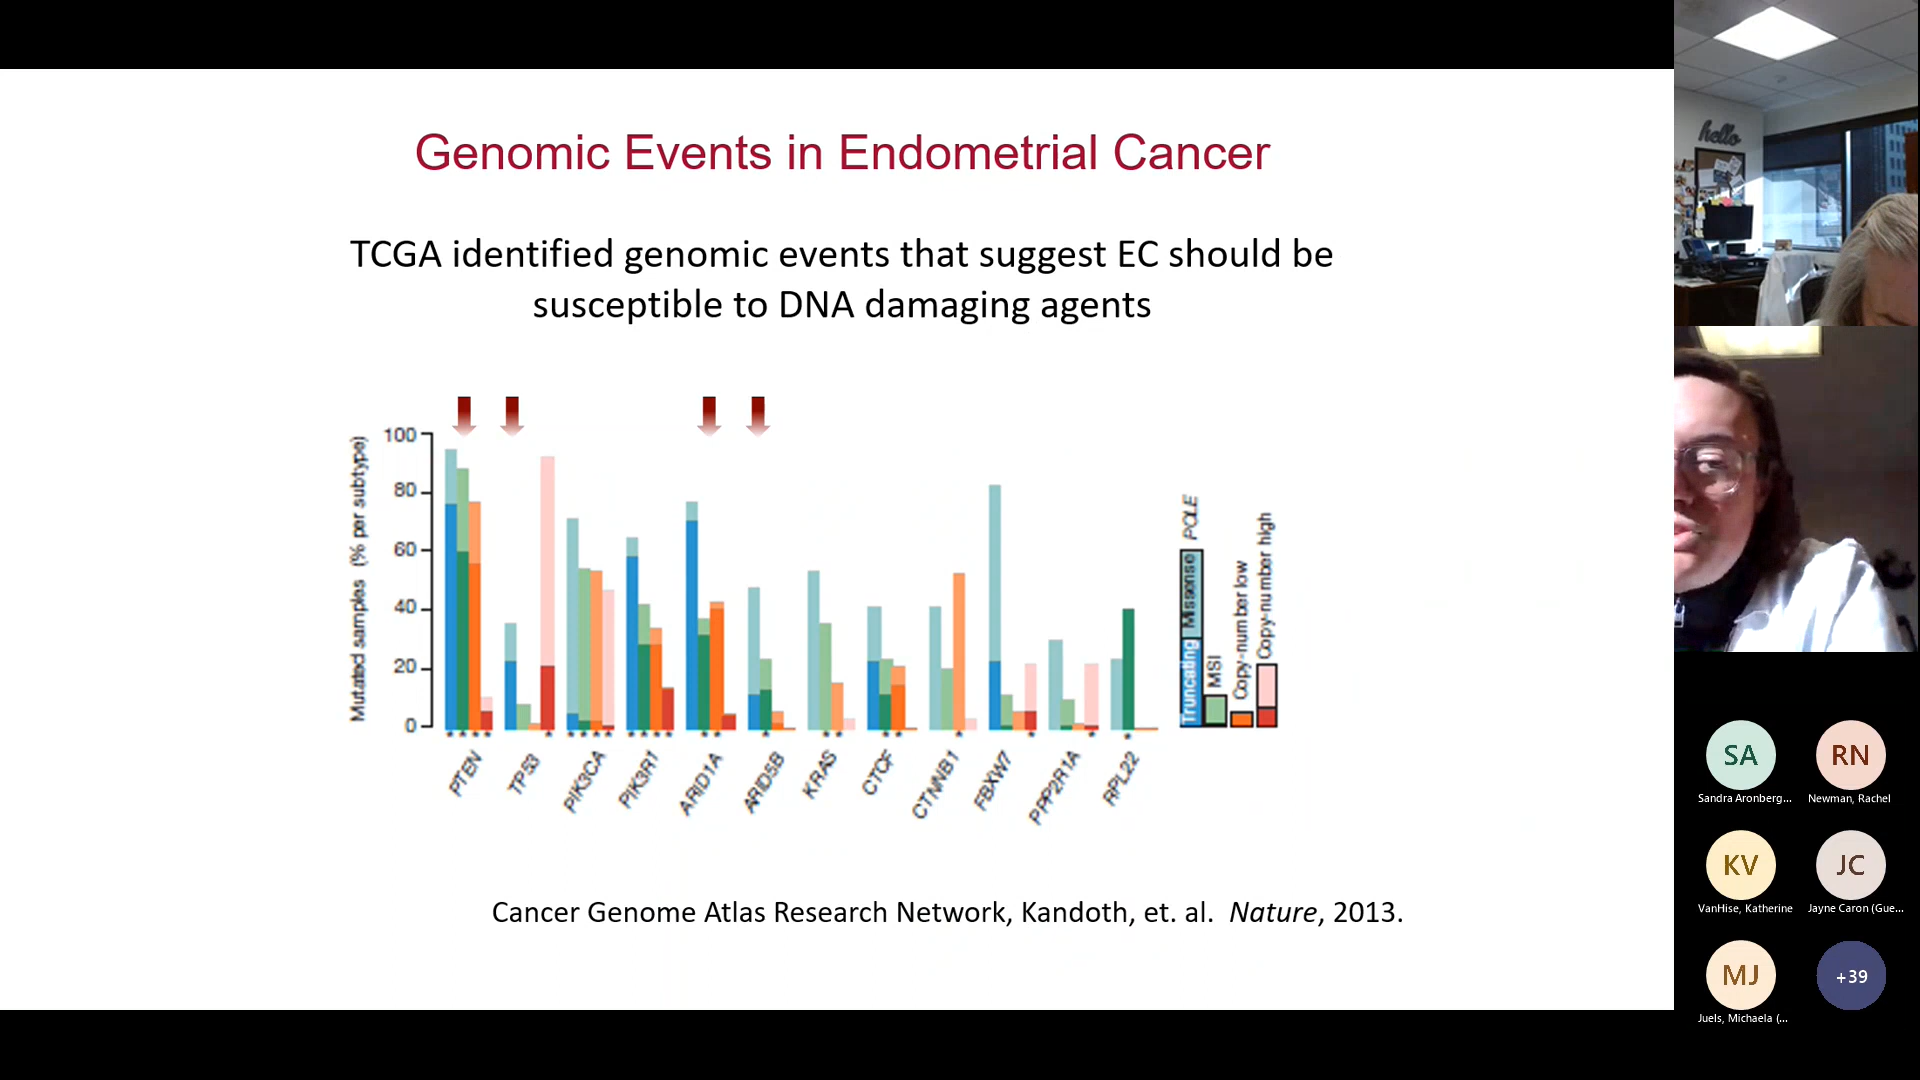 Genomic Events in Endometrial Cancer
TCGA identified genomic events that suggest EC should be
susceptible to DNA damaging agents
Mutated samples (% per subtype)
100
80
60
40
20
0
PTEN
TP53
PIK3CA
PIK3R1
ARID1A
ARID5B
KRAS
CTCF
CTNNB1
FBXW7
PPP2R1A
RPL22
Truncating Missense POLE
MSI
Copy-number low
Copy-number high
Cancer Genome Atlas Research Network, Kandoth, et. al. Nature, 2013.
hello
SA
Sandra Aronberg...
RN
Newman, Rachel
KV
VanHise, Katherine
JC
Jayne Caron (Gue...
MJ
Juels, Michaela (...
+39